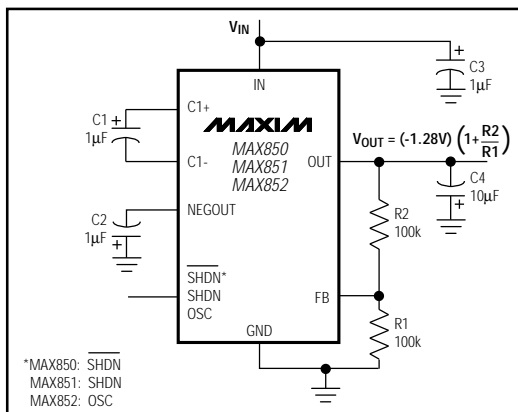 VIN
IN
C3
1µF
C1
1µF
C1+
MAXIM
MAX850
MAX851
MAX852
VOUT = (-1.28V) (1+R2/R1)
C1-
OUT
C4
10µF
NEGOUT
C2
1µF
R2
100k
SHDN*
SHDN
OSC
FB
GND
R1
100k
*MAX850: SHDN
MAX851: SHDN
MAX852: OSC